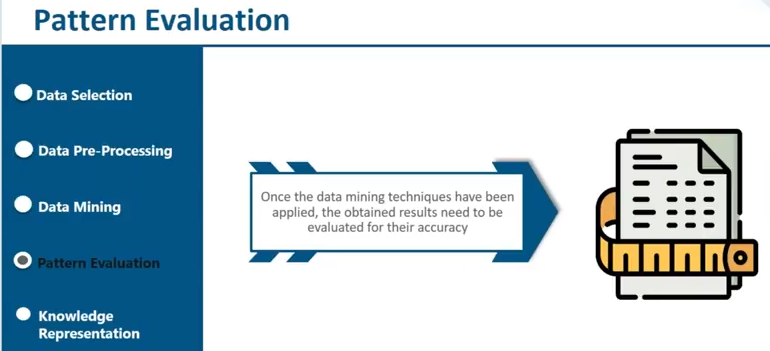 Pattern Evaluation
Data Selection
Data Pre-Processing
Data Mining
Pattern Evaluation
Knowledge
Representation
Once the data mining techniques have been
applied, the obtained results need to be
evaluated for their accuracy